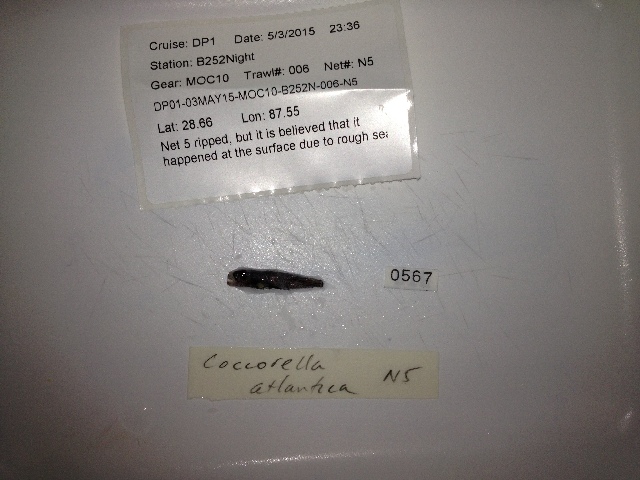 Cruise: DP1 Date: 5/3/2015 23:36
Station: B252Night
Gear: MOC10 Trawl#: 006 Net#: N5
DP01-03MAY15-MOC10-B252N-006-N5
Lat: 28.66 Lon: 87.55
Net 5 ripped, but it is believed that it
happened at the surface due to rough sea
0567
Coccorella
atlantica N5